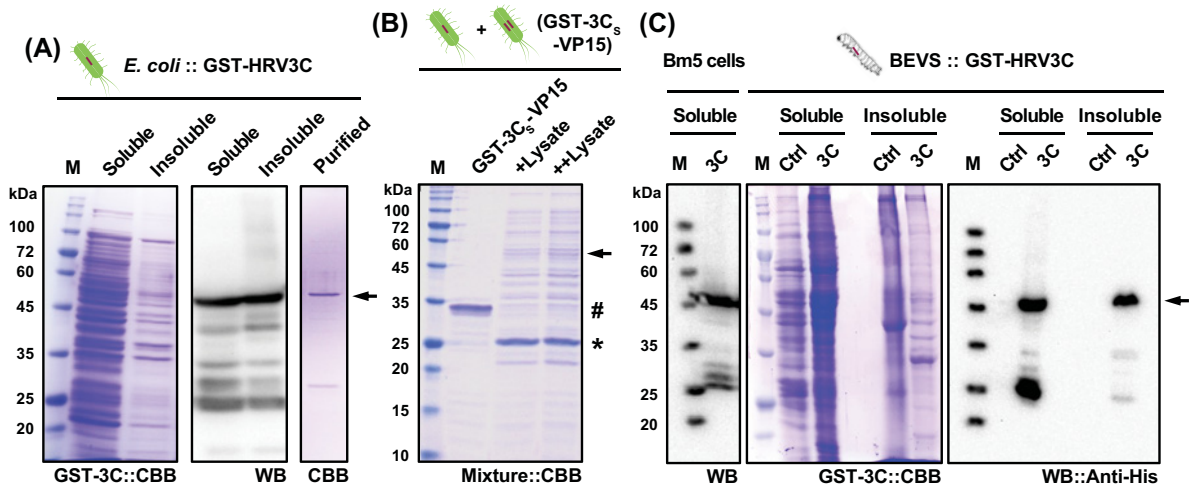 (A)
E. coli :: GST-HRV3C
M
Soluble
Insoluble
Soluble
Insoluble
Purified
kDa
100
72
60
45
35
25
20
GST-3C::CBB
WB
CBB
(B)
+
(GST-3Cs
-VP15)
M
GST-3Cs-VP15
+Lysate
++Lysate
kDa
100
72
60
45
35
25
20
15
10
#
*
Mixture::CBB
(C)
Bm5 cells
BEVS :: GST-HRV3C
Soluble
Soluble
Insoluble
Soluble
Insoluble
M
3C
M
Ctrl
3C
Ctrl
3C
M
Ctrl
3C
Ctrl
3C
kDa
100
72
60
45
35
25
20
WB
GST-3C::CBB
WB::Anti-His